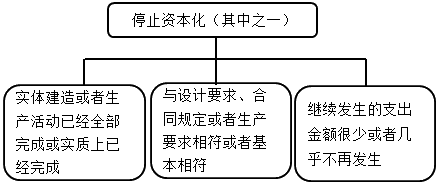 停止资本化（其中之一）
实体建造或者生
产活动已经全部
完成或实质上已
经完成
与设计要求、合
同规定或者生产
要求相符或者基
本相符
继续发生的支出
金额很少或者几
乎不再发生